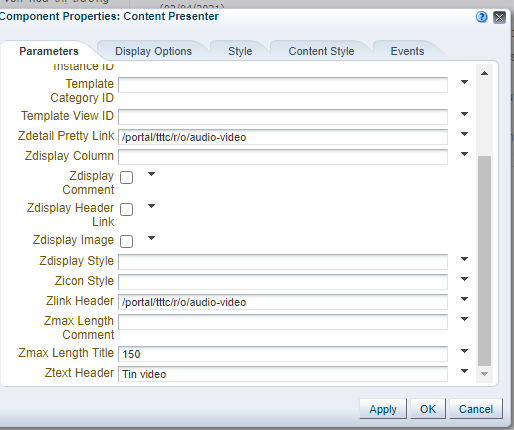 (03/04/2021)
Component Properties: Content Presenter
Parameters
Display Options
Style
Content Style
Events
Instance ID
Template
Category ID
Template View ID
Zdetail Pretty Link /portal/tttc/r/o/audio-video
Zdisplay Column
Zdisplay
Comment
Zdisplay Header
Link
Zdisplay Image
Zdisplay Style
Zicon Style
Zlink Header /portal/tttc/r/o/audio-video
Zmax Length
Comment
Zmax Length Title 150
Ztext Header Tin video
Apply
OK
Cancel